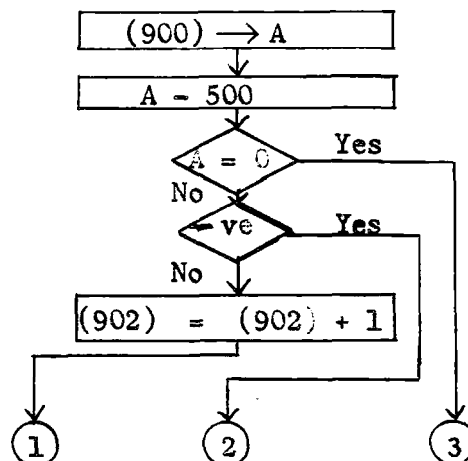 (900) → A
A - 500
A = 0
Yes
No
- ve
Yes
No
(902) = (902) + 1
1
2
3